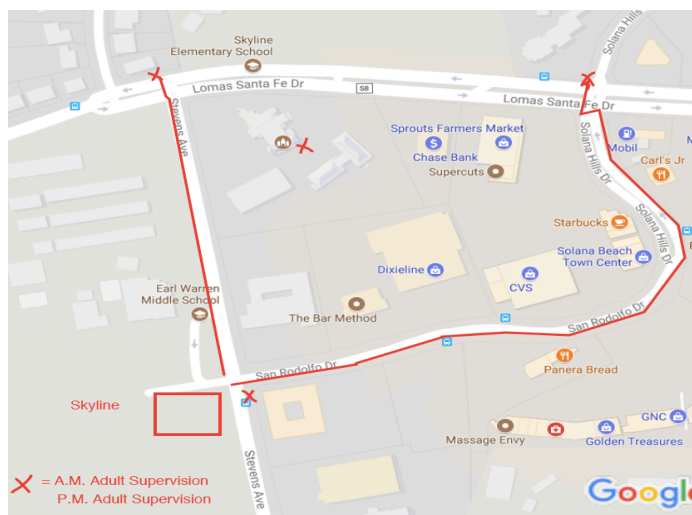 Skyline
Elementary School
Solana Hills
Lomas Santa Fe Dr
S8
Lomas Santa Fe Dr
Stevens Ave
Sprouts Farmers Market
Chase Bank
Supercuts
Solana Hills Dr
Mobil
Carl's Jr
Starbucks
Solana Hills Dr
Solana Beach
Town Center
Dixieline
CVS
Earl Warren
Middle School
The Bar Method
San Rodolfo Dr
San Rodolfo Dr
Panera Bread
Skyline
GNC
Massage Envy
Golden Treasures
Stevens Ave
= A.M. Adult Supervision
P.M. Adult Supervision
Google